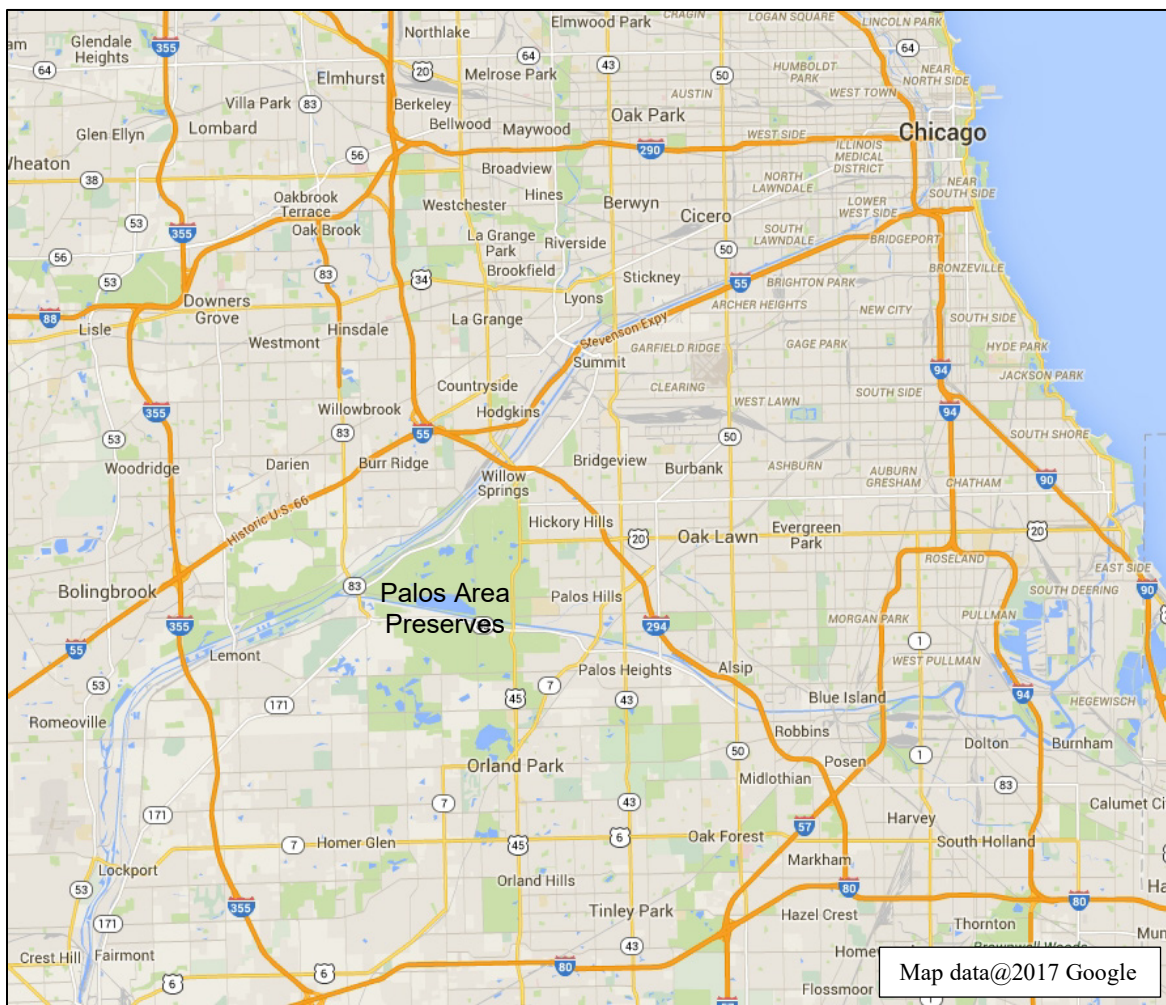 CRAGIN
LOGAN SQUARE
LINCOLN PARK
Elmwood Park
Northlake
Glendale
Heights
355
64
64
64
20
43
50
HUMBOLDT
PARK
NEAR
NORTH SIDE
Elmhurst
Melrose Park
AUSTIN
WEST TOWN
Villa Park
83
Berkeley
Bellwood
Maywood
Oak Park
Lombard
Glen Ellyn
WEST SIDE
Chicago
56
290
Broadview
ILLINOIS
MEDICAL
DISTRICT
Wheaton
38
Hines
NORTH
LAWNDALE
NEAR
SOUTH SIDE
Oakbrook
Terrace
Westchester
Berwyn
Cicero
LOWER
WEST SIDE
53
355
Oak Brook
La Grange
Park
Riverside
50
SOUTH
LAWNDALE
BRIDGEPORT
56
83
34
Brookfield
Stickney
55
BRONZEVILLE
53
Lyons
BRIGHTON PARK
Downers
Grove
ARCHER HEIGHTS
88
Lisle
Hinsdale
La Grange
NEW CITY
SOUTH SIDE
Westmont
Stevenson Expy
GARFIELD RIDGE
GAGE PARK
HYDE PARK
Summit
94
JACKSON PARK
Countryside
CLEARING
SOUTH SIDE
355
Willowbrook
Hodgkins
WEST LAWN
94
83
55
50
SOUTH SHORE
53
Woodridge
Darien
Burr Ridge
Bridgeview
Burbank
ASHBURN
AUBURN
GRESHAM
CHATHAM
90
Willow
Springs
Historic U.S. 66
Hickory Hills
20
Oak Lawn
Evergreen
Park
20
ROSELAND
EAST SIDE
Bolingbrook
83
Palos Area
Preserves
Palos Hills
SOUTH DEERING
90
355
294
MORGAN PARK
PULLMAN
55
Lemont
1
WEST PULLMAN
Palos Heights
Alsip
53
7
45
43
Blue Island
94
HEGEWISCH
171
Romeoville
Robbins
50
1
Dolton
Burnham
Orland Park
Posen
Midlothian
83
Calumet Ci
171
7
43
57
Harvey
7
Homer Glen
45
6
Oak Forest
South Holland
Lockport
Markham
53
Orland Hills
80
355
80
Tinley Park
Hazel Crest
Thornton
171
43
Crest Hill
Fairmont
6
6
80
Flossmoor
Map data@2017 Google